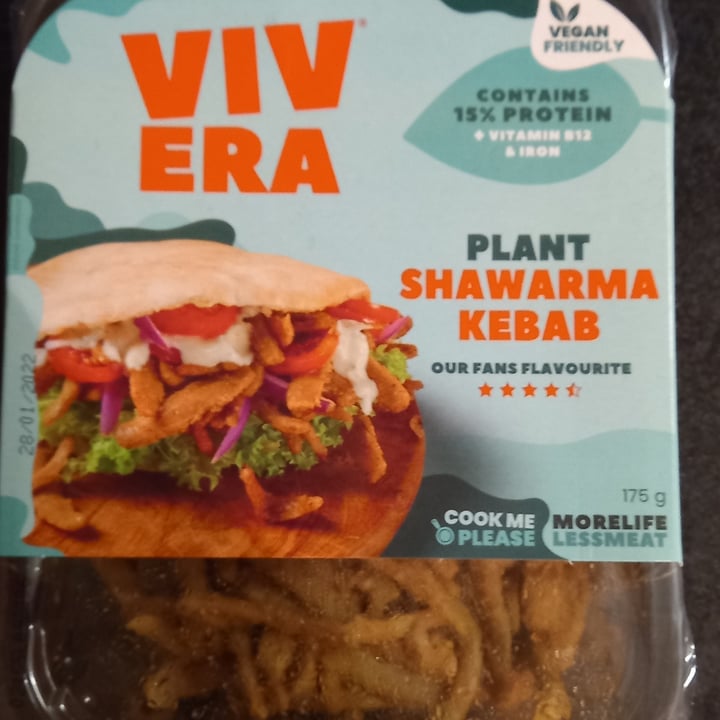 VIV
ERA
VEGAN
FRIENDLY
CONTAINS
15% PROTEIN
+ VITAMIN B12
& IRON
PLANT
SHAWARMA
KEBAB
OUR FANS FLAVOURITE
28/01/2022
175 g
COOK ME
PLEASE
MORELIFE
LESSMEAT